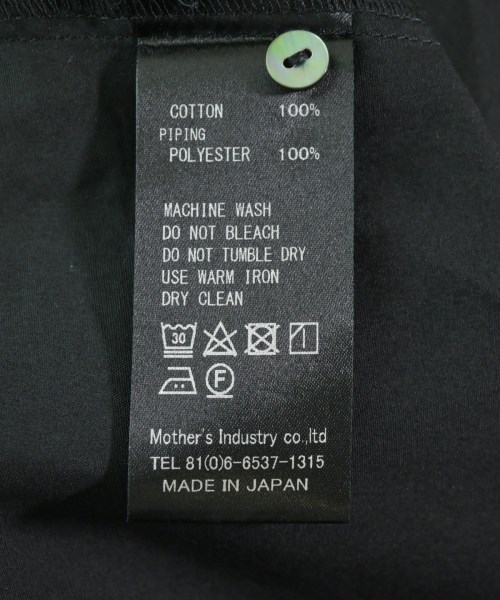 COTTON 100%
PIPING
POLYESTER 100%
MACHINE WASH
DO NOT BLEACH
DO NOT TUMBLE DRY
USE WARM IRON
DRY CLEAN
30
F
Mother's Industry co.,ltd
TEL 81(0)6-6537-1315
MADE IN JAPAN